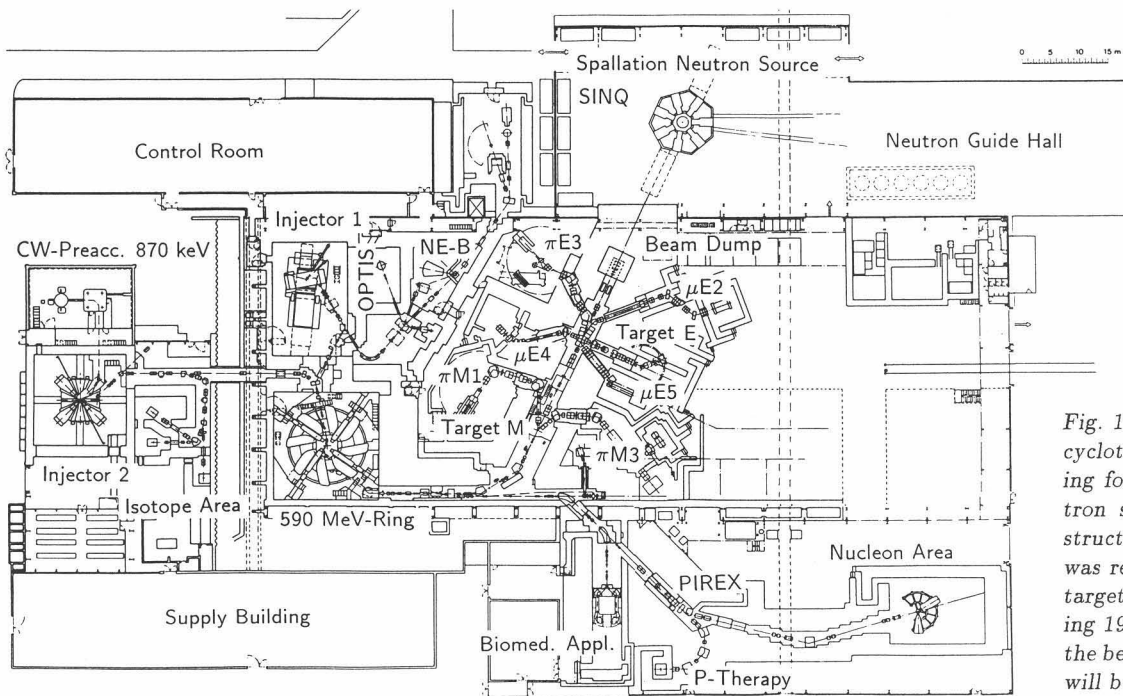 0 5 10 15 m
Spallation Neutron Source
SINQ
Control Room
Neutron Guide Hall
Injector 1
NE-B
πE3
Beam Dump
CW-Preacc. 870 keV
OPTIS
μE2
Target E
μE4
πM1
μE5
Target M
πM3
Injector 2
Isotope Area
590 MeV-Ring
Nucleon Area
PIREX
Supply Building
Biomed. Appl.
P-Therapy
Fig. 1
cyclot
ing fo
tron s
struct
was re
target
ing 19
the be
will b